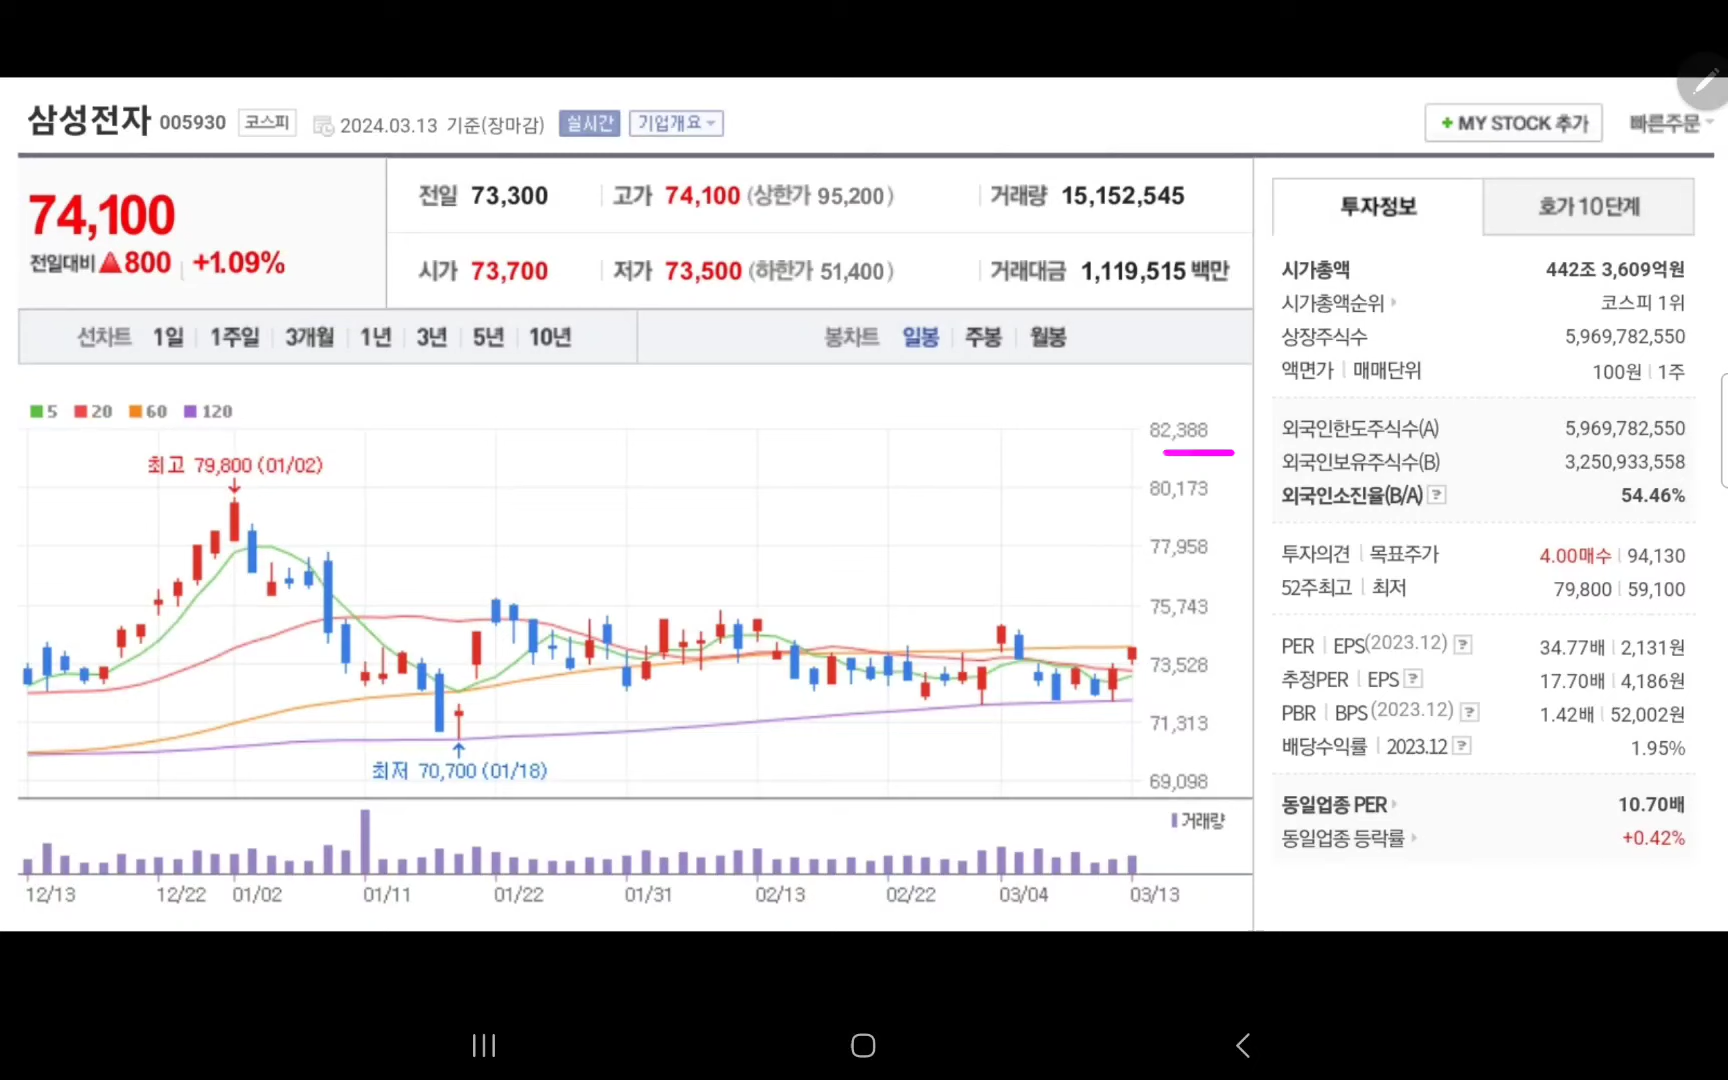 삼성전자 005930 코스피 2024.03.13 기준(장마감) 실시간 기업개요
+ MY STOCK 추가 빠른주문
74,100
전일대비 ▲800 +1.09%
전일 73,300 고가 74,100 (상한가 95,200) 거래량 15,152,545
시가 73,700 저가 73,500 (하한가 51,400) 거래대금 1,119,515 백만
선차트 1일 1주일 3개월 1년 3년 5년 10년 봉차트 일봉 주봉 월봉
5 20 60 120
최고 79,800 (01/02)
최저 70,700 (01/18)
82,388
80,173
77,958
75,743
73,528
71,313
69,098
거래량
12/13 12/22 01/02 01/11 01/22 01/31 02/13 02/22 03/04 03/13
투자정보 호가 10단계
시가총액 442조 3,609억원
시가총액순위 코스피 1위
상장주식수 5,969,782,550
액면가 매매단위 100원 1주
외국인한도주식수(A) 5,969,782,550
외국인보유주식수(B) 3,250,933,558
외국인소진율(B/A) ? 54.46%
투자의견 목표주가 4.00매수 94,130
52주최고 최저 79,800 59,100
PER EPS(2023.12) ? 34.77배 2,131원
추정PER EPS ? 17.70배 4,186원
PBR BPS (2023.12) ? 1.42배 52,002원
배당수익률 2023.12 ? 1.95%
동일업종 PER 10.70배
동일업종 등락률 +0.42%